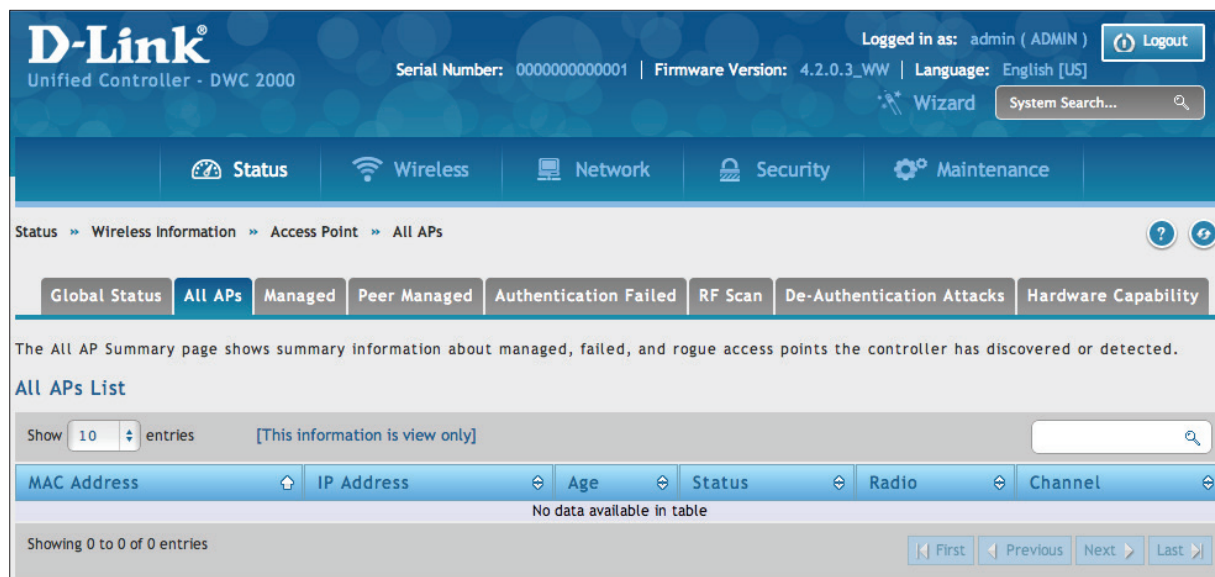 D-Link®
Unified Controller - DWC 2000
Logged in as: admin ( ADMIN ) Logout
Serial Number: 0000000000001 | Firmware Version: 4.2.0.3_WW | Language: English [US]
Wizard System Search...
Status Wireless Network Security Maintenance
Status » Wireless Information » Access Point » All APs ?
Global Status All APs Managed Peer Managed Authentication Failed RF Scan De-Authentication Attacks Hardware Capability
The All AP Summary page shows summary information about managed, failed, and rogue access points the controller has discovered or detected.
All APs List
Show 10 entries [This information is view only]
MAC Address IP Address Age Status Radio Channel
No data available in table
Showing 0 to 0 of 0 entries First Previous Next Last